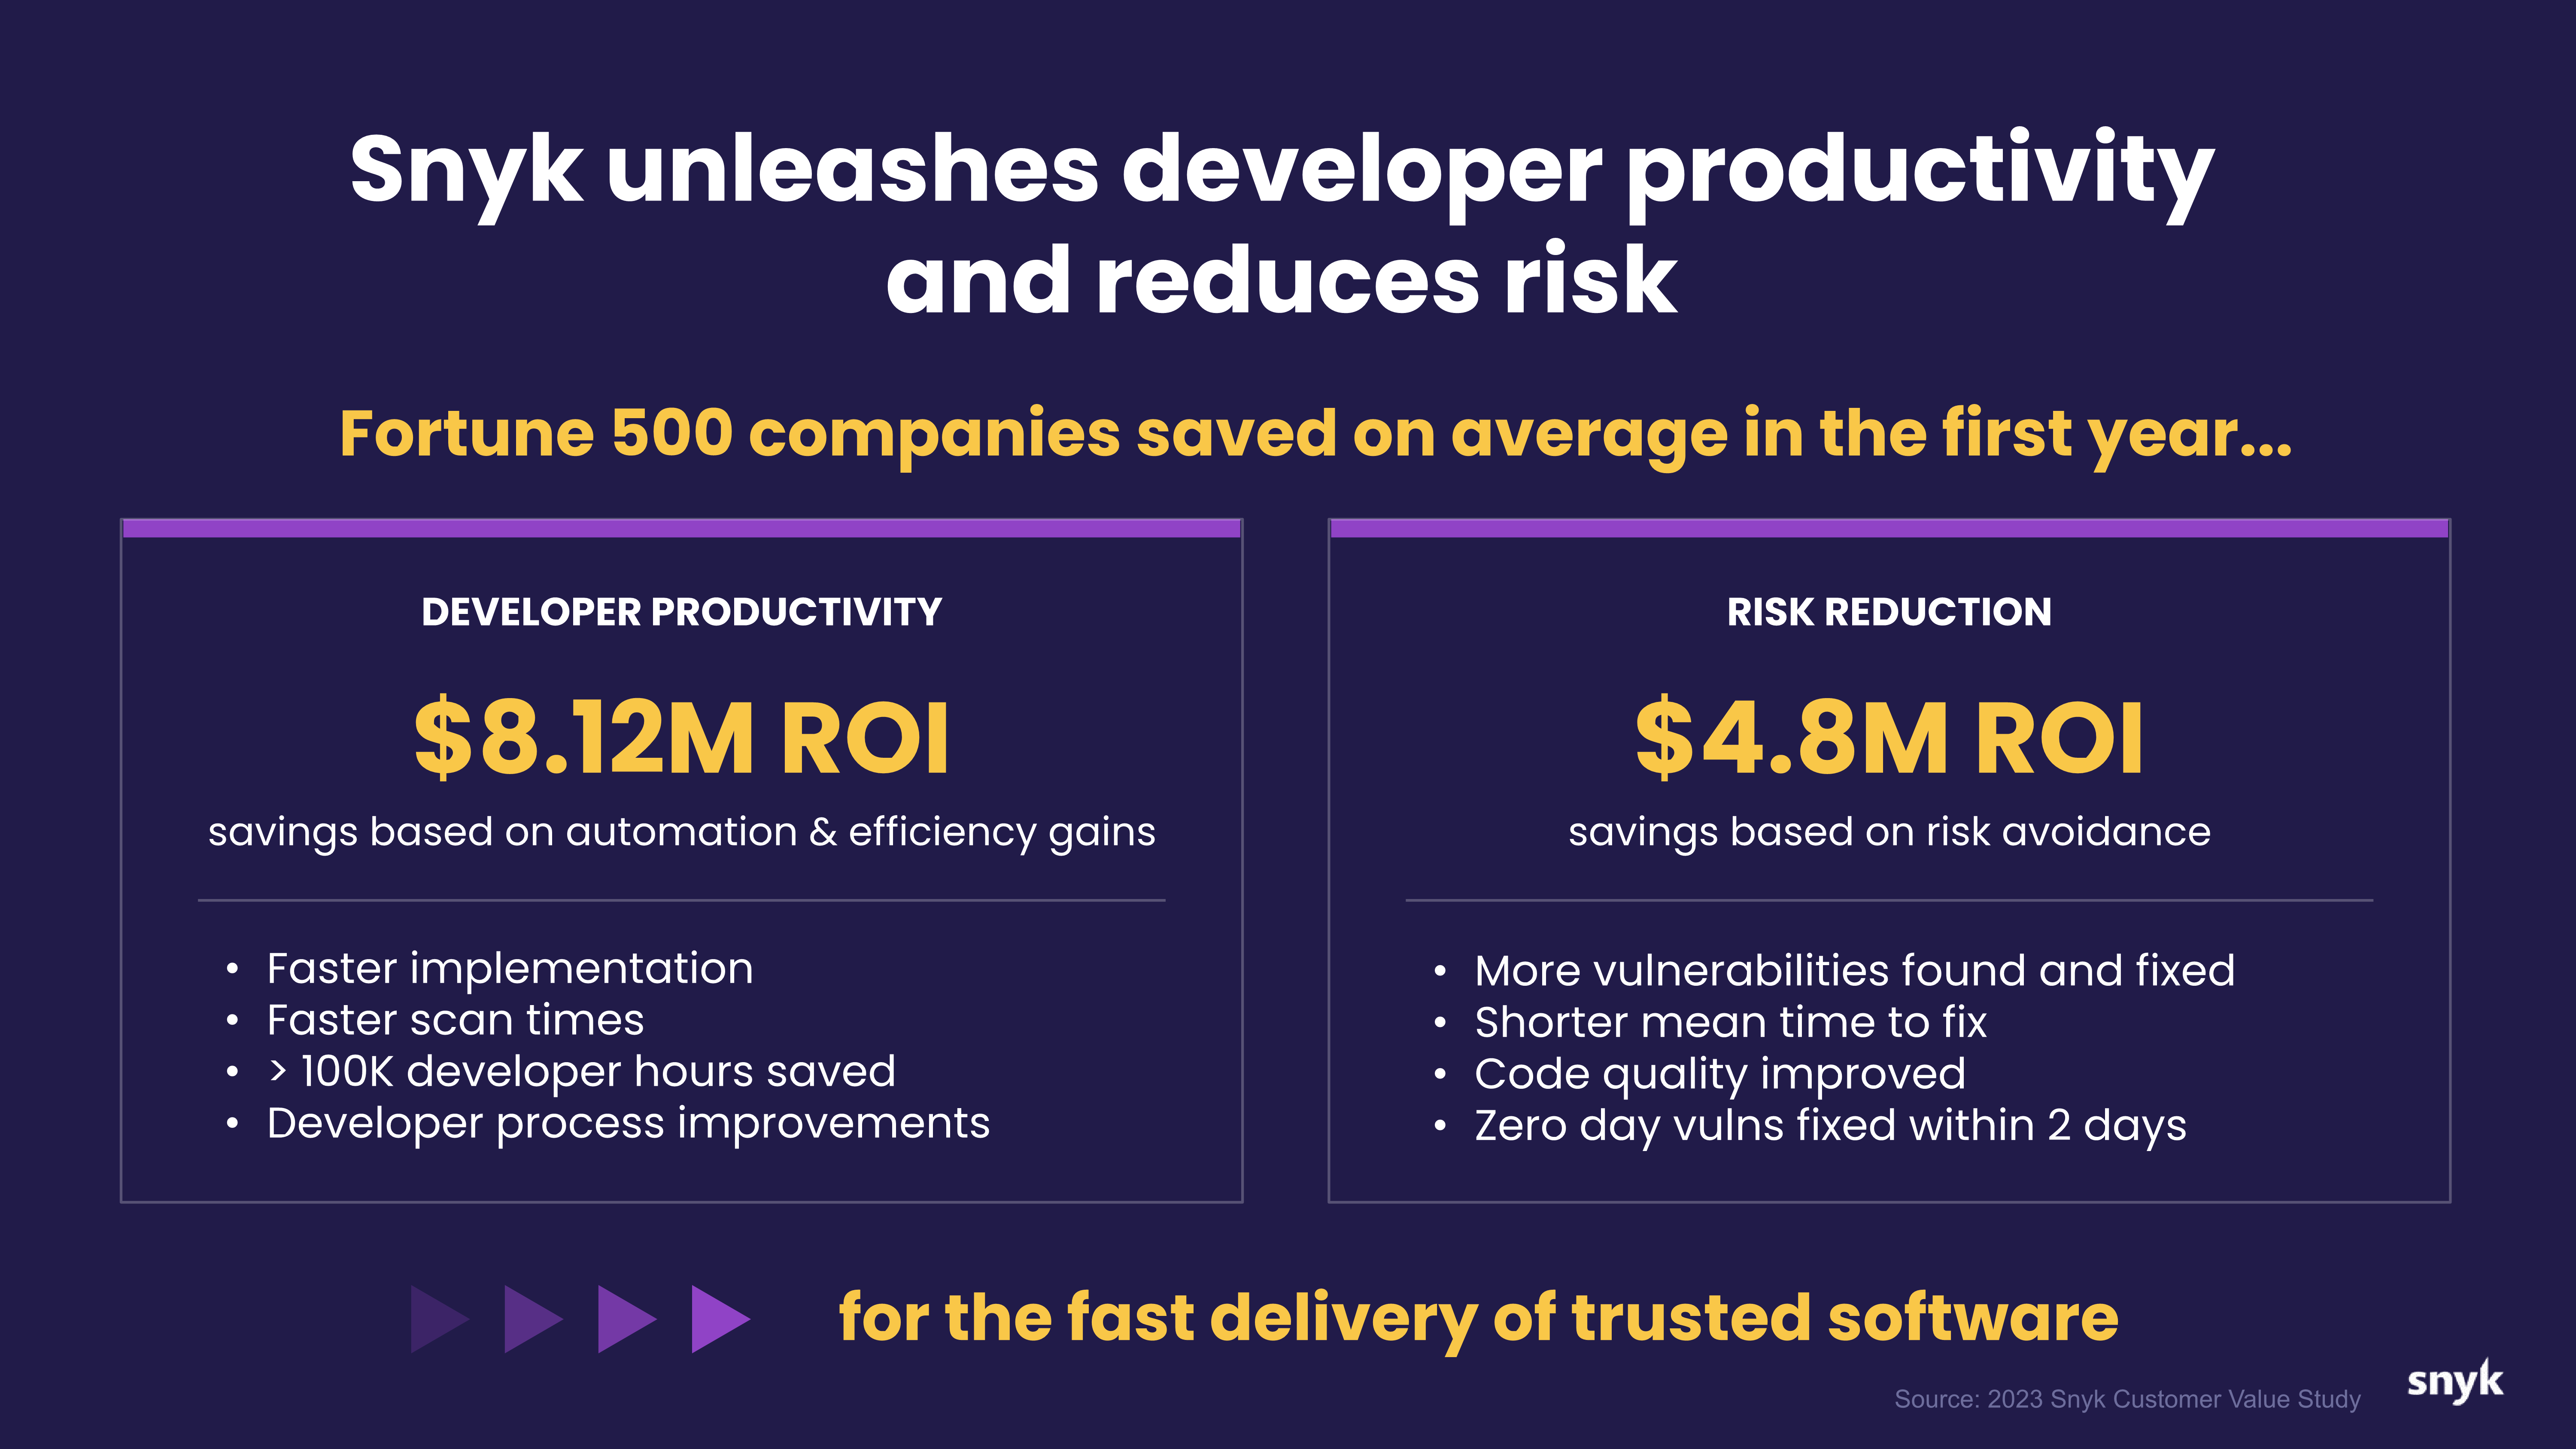 Snyk unleashes developer productivity
and reduces risk
Fortune 500 companies saved on average in the first year...
DEVELOPER PRODUCTIVITY
$8.12M ROI
savings based on automation & efficiency gains
• Faster implementation
• Faster scan times
• > 100K developer hours saved
• Developer process improvements
RISK REDUCTION
$4.8M ROI
savings based on risk avoidance
• More vulnerabilities found and fixed
• Shorter mean time to fix
• Code quality improved
• Zero day vulns fixed within 2 days
for the fast delivery of trusted software
Source: 2023 Snyk Customer Value Study
snyk